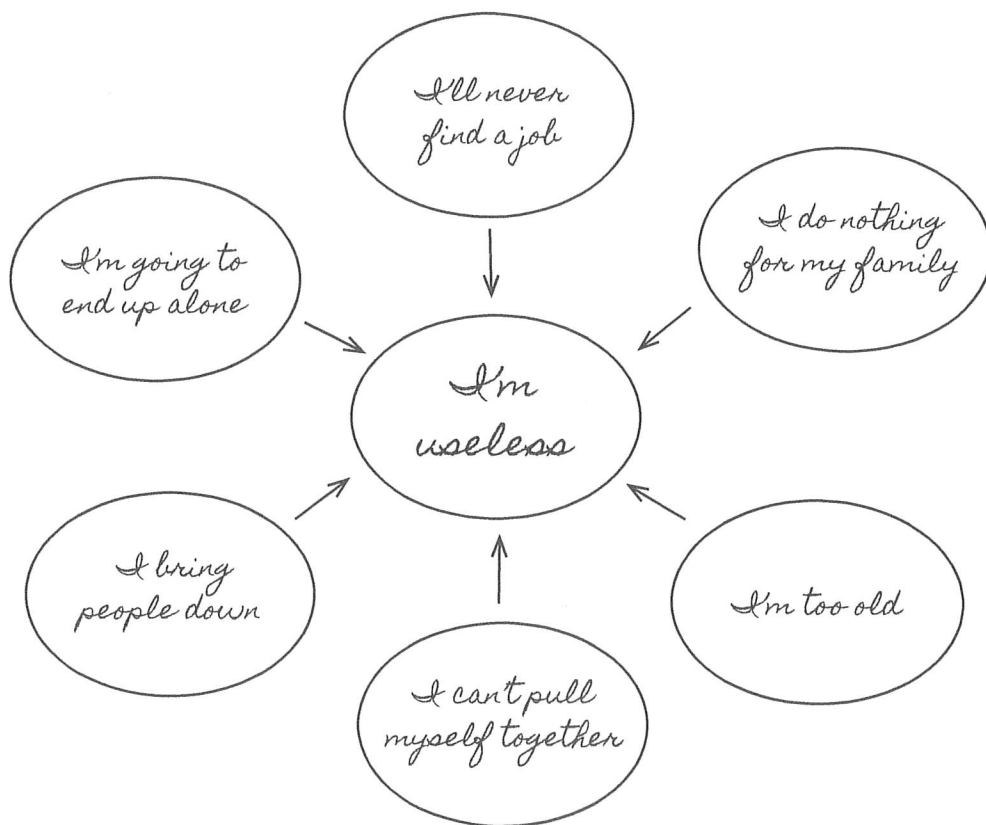 I'll never
find a job
I do nothing
for my family
I'm going to
end up alone
I'm
useless
I bring
people down
I'm too old
I can't pull
myself together